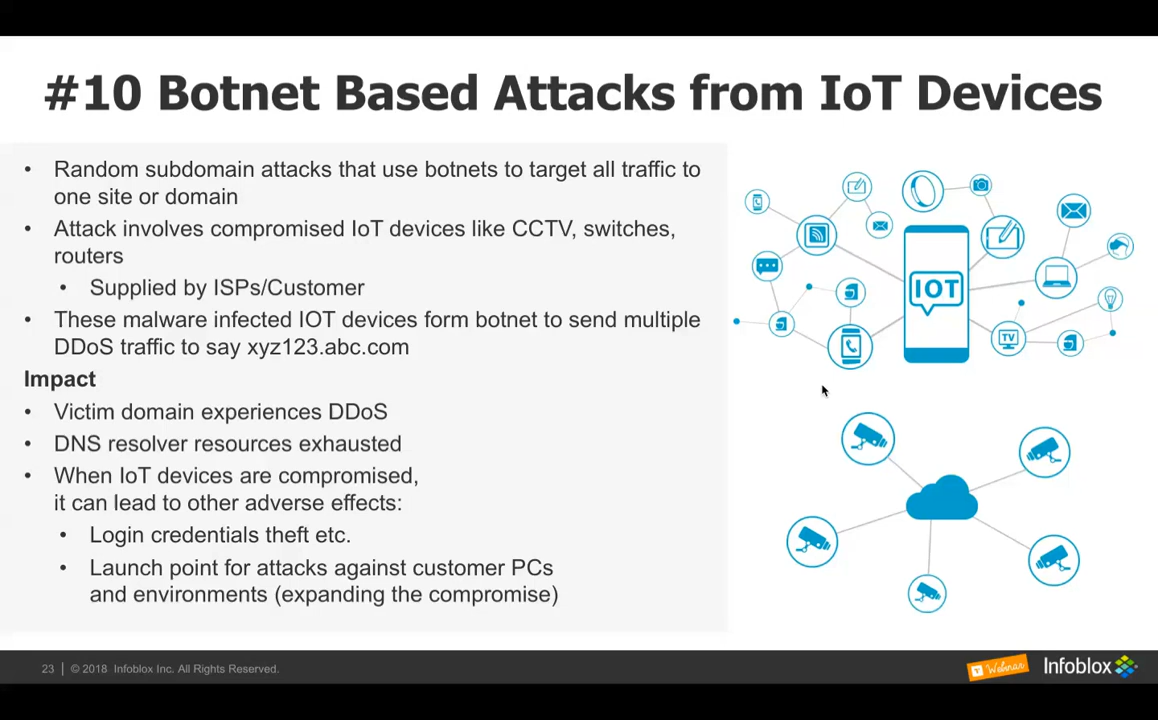 #10 Botnet Based Attacks from IoT Devices
• Random subdomain attacks that use botnets to target all traffic to
one site or domain
• Attack involves compromised IoT devices like CCTV, switches,
routers
• Supplied by ISPs/Customer
• These malware infected IOT devices form botnet to send multiple
DDoS traffic to say xyz123.abc.com
Impact
• Victim domain experiences DDoS
• DNS resolver resources exhausted
• When IoT devices are compromised,
it can lead to other adverse effects:
• Login credentials theft etc.
• Launch point for attacks against customer PCs
and environments (expanding the compromise)
IOT
TV
23 | © 2018 Infoblox Inc. All Rights Reserved.
Webinar
Infoblox